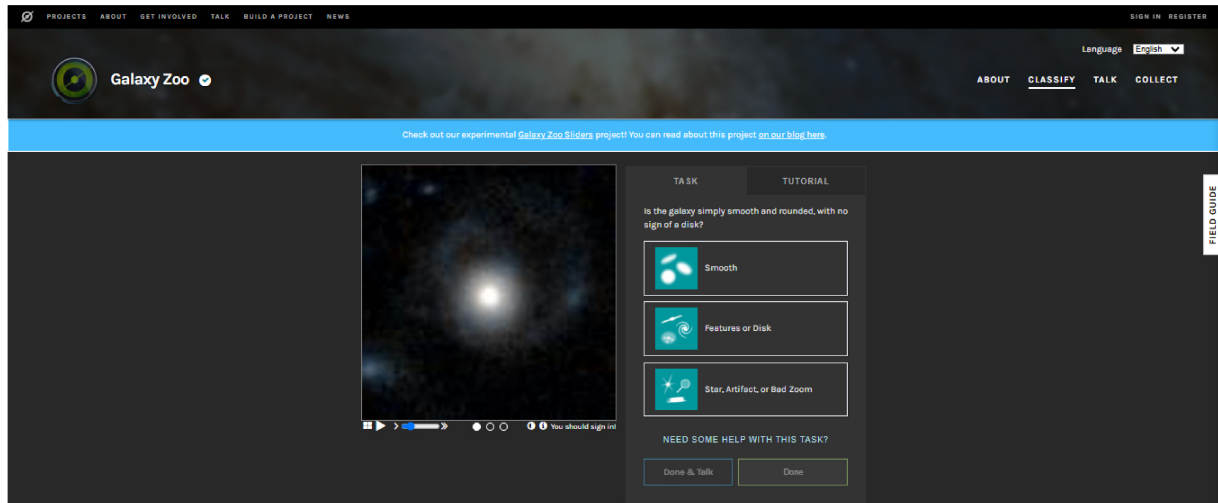 PROJECTS ABOUT GET INVOLVED TALK BUILD A PROJECT NEWS
SIGN IN REGISTER
Language English
Galaxy Zoo
ABOUT CLASSIFY TALK COLLECT
Check out our experimental Galaxy Zoo Sliders project! You can read about this project on our blog here.
TASK TUTORIAL
Is the galaxy simply smooth and rounded, with no
sign of a disk?
Smooth
Features or Disk
Star, Artifact, or Bad Zoom
NEED SOME HELP WITH THIS TASK?
Done & Talk Done
You should sign in!
FIELD GUIDE